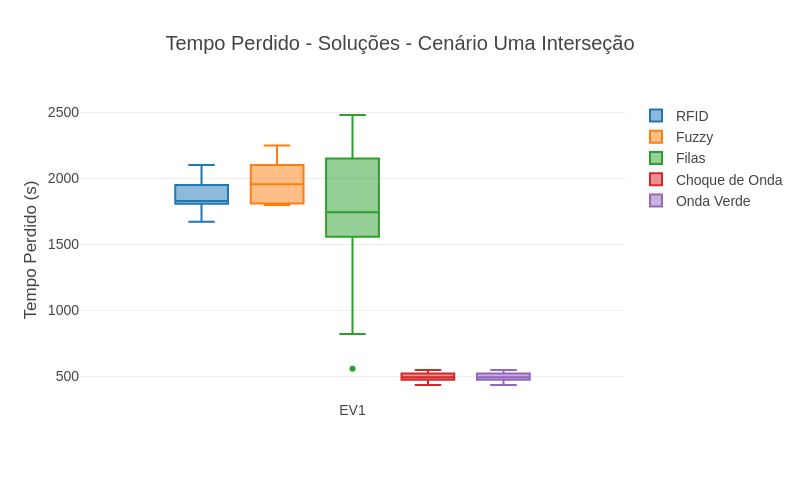 Tempo Perdido - Soluções - Cenário Uma Interseção
Tempo Perdido (s)
2500
2000
1500
1000
500
EV1
RFID
Fuzzy
Filas
Choque de Onda
Onda Verde